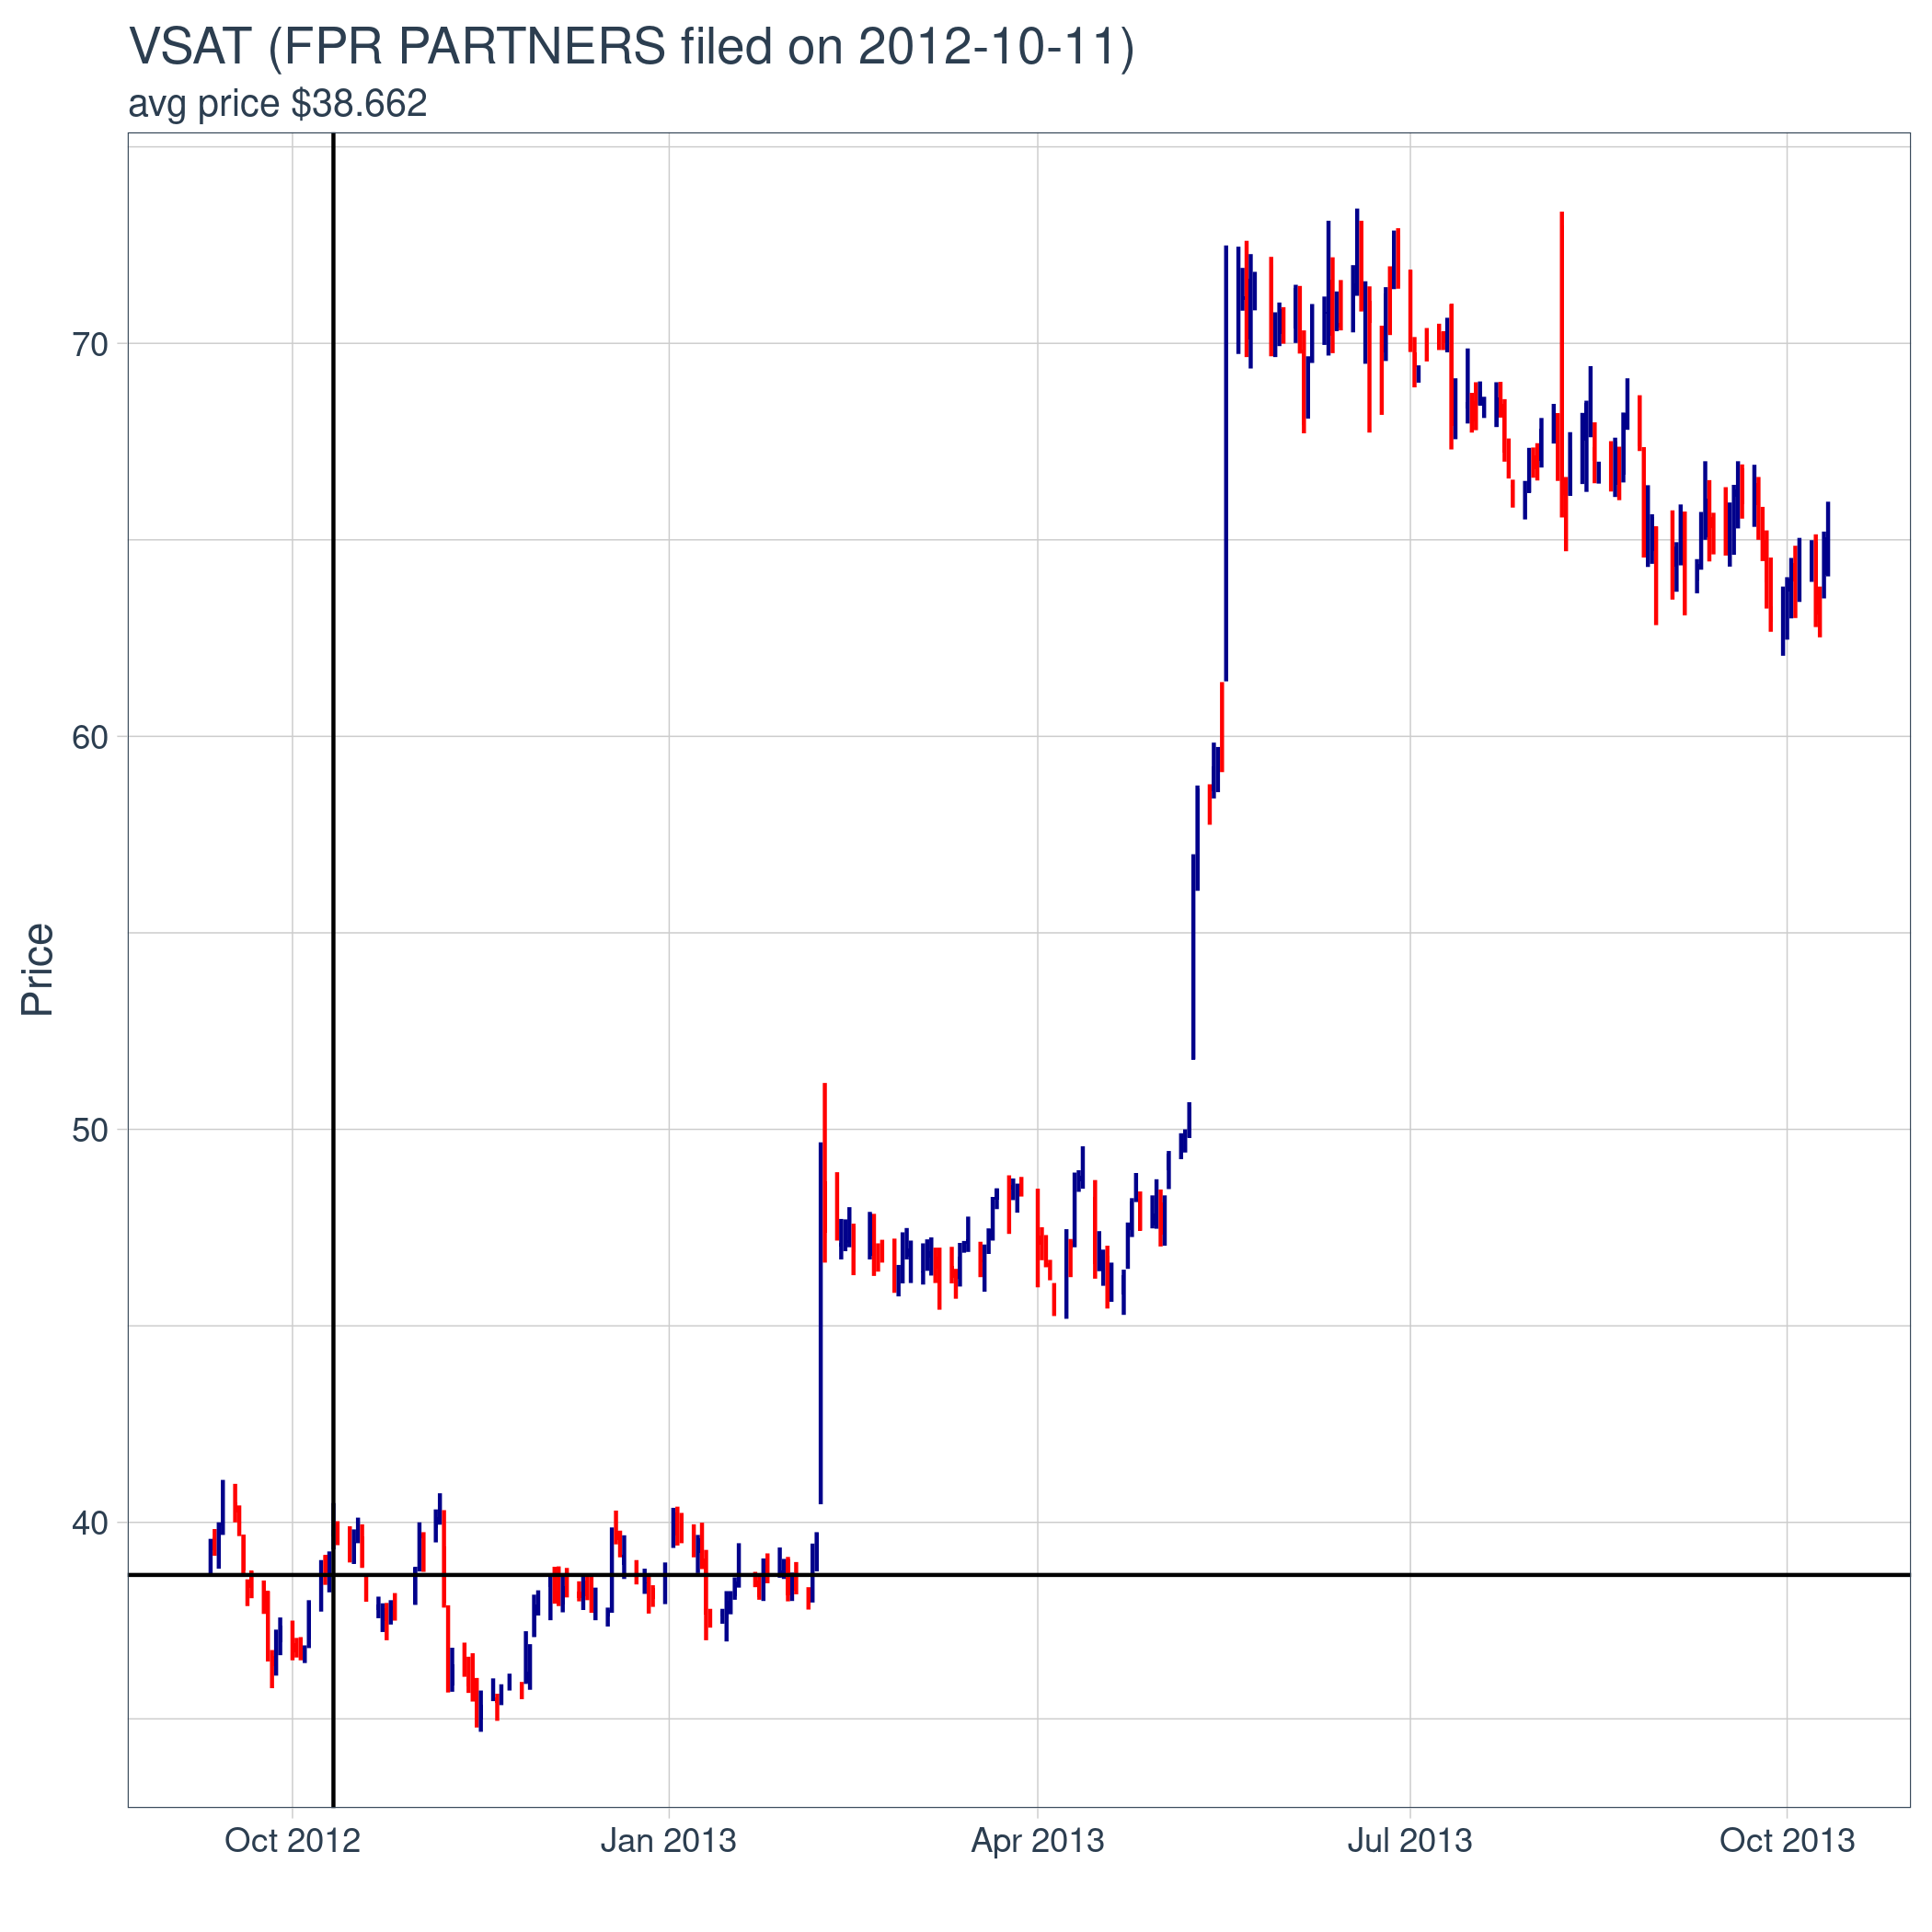 VSAT (FPR PARTNERS filed on 2012-10-11)
avg price $38.662
Price
70
60
50
40
Oct 2012 Jan 2013 Apr 2013 Jul 2013 Oct 2013